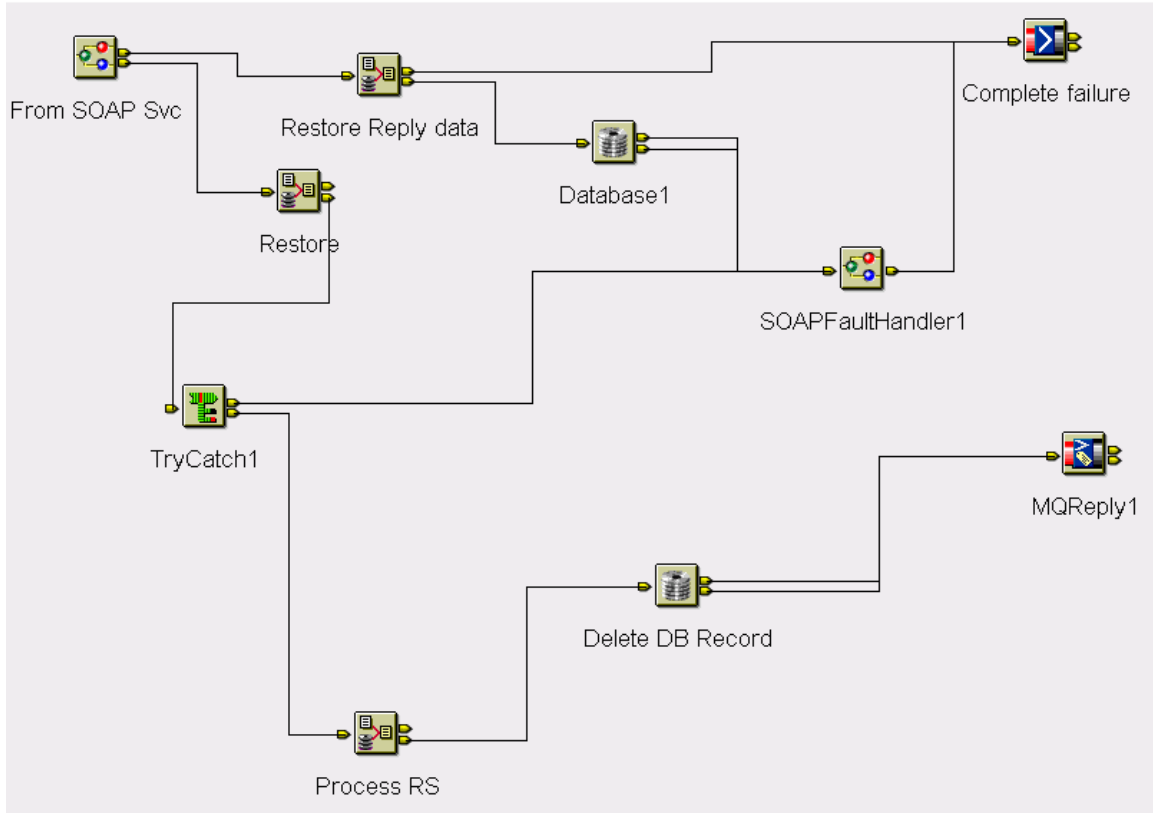 From SOAP Svc
Restore Reply data
Complete failure
Database1
Restore
SOAPFaultHandler1
TryCatch1
MQReply1
Delete DB Record
Process RS